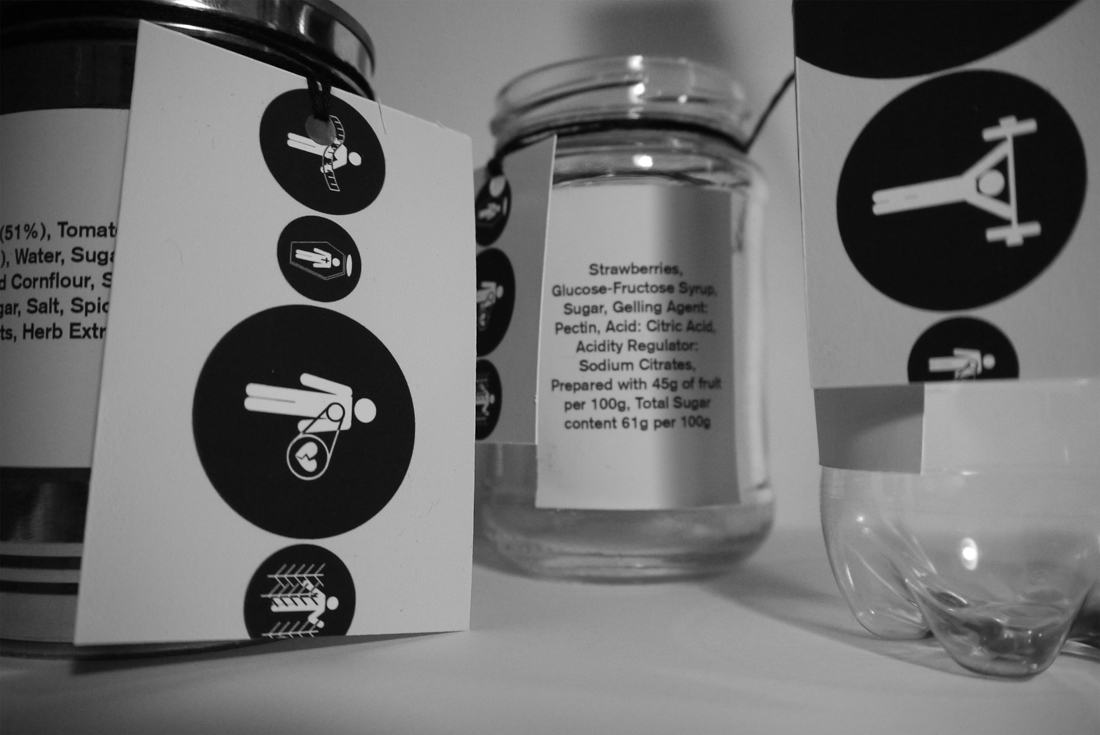 (51%), Tomato
), Water, Suga
d Cornflour, S
gar, Salt, Spic
ts, Herb Extr
Strawberries,
Glucose-Fructose Syrup,
Sugar, Gelling Agent:
Pectin, Acid: Citric Acid,
Acidity Regulator:
Sodium Citrates,
Prepared with 45g of fruit
per 100g, Total Sugar
content 61g per 100g